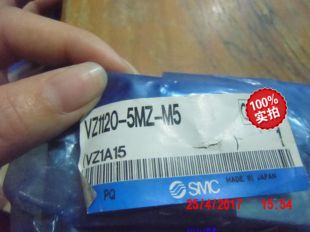 VZ1120-5MZ-M5
VZ1A15
100%
实拍
PQ
SMC
MADE IN JAPAN
25/4/2017 15:54